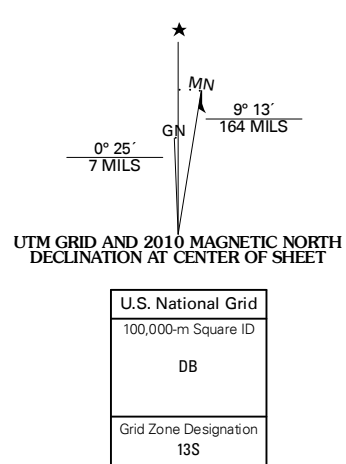 ★
MN
9° 13´
164 MILS
GN
0° 25´
7 MILS
UTM GRID AND 2010 MAGNETIC NORTH
DECLINATION AT CENTER OF SHEET
U.S. National Grid
100,000-m Square ID
DB
Grid Zone Designation
13S